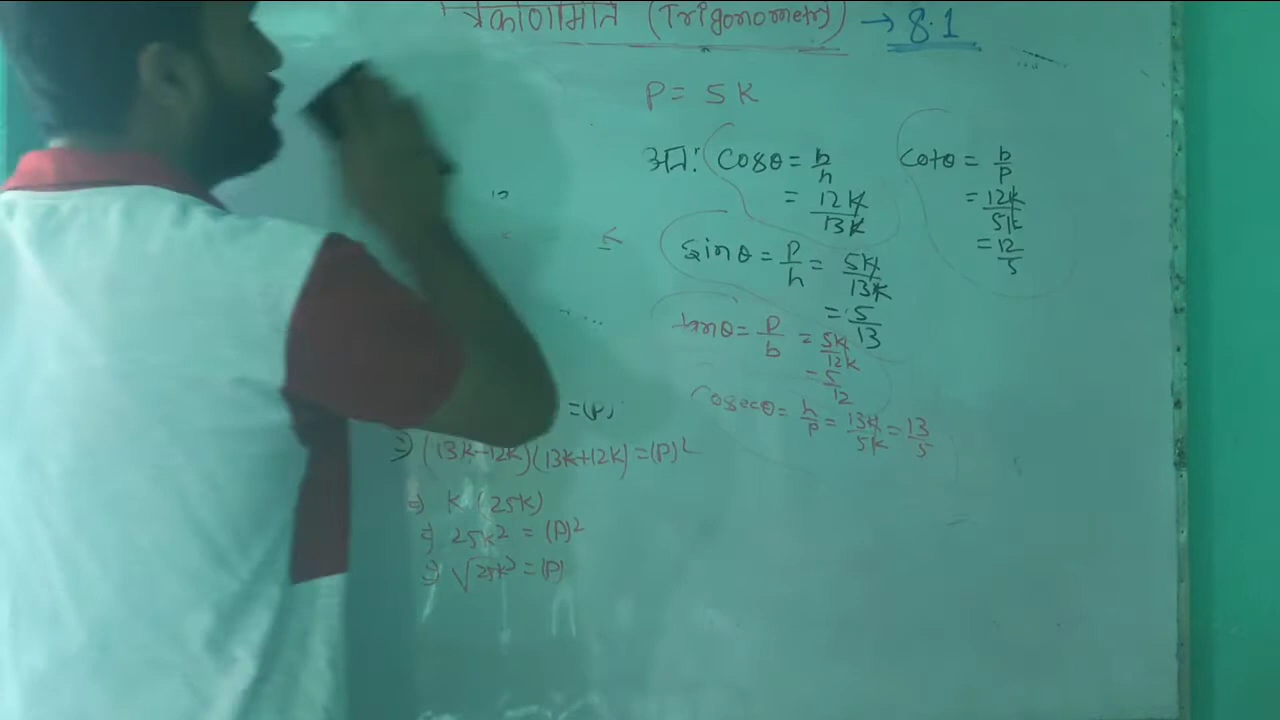 (Trigonometry) → 8.1
P = 5K
अतः Cosθ = b/h
= 12K/13K
Sinθ = P/h = 5K/13K
= 5/13
tanθ = P/b = 5K/12K
= 5/12
Cosecθ = h/P = 13K/5K = 13/5
Cotθ = b/P
= 12K/5K
= 12/5
=(P)
⇒ (13K-12K)(13K+12K)=(P)²
⇒ K (25K)
⇒ 25K² = (P)²
⇒ √25K² = (P)